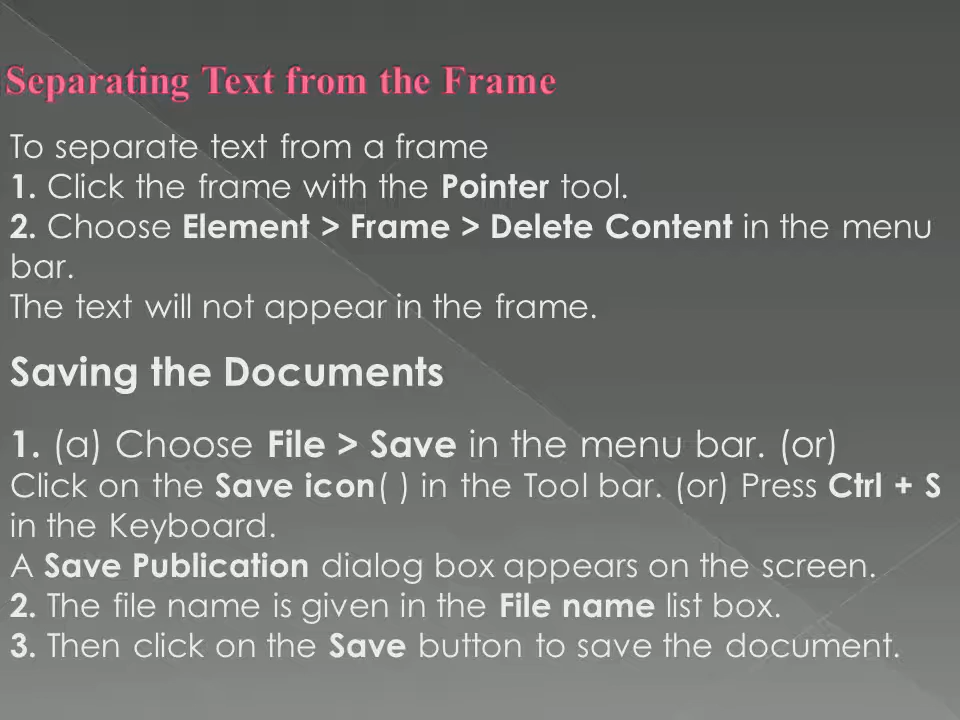 Separating Text from the Frame
To separate text from a frame
1. Click the frame with the Pointer tool.
2. Choose Element > Frame > Delete Content in the menu
bar.
The text will not appear in the frame.
Saving the Documents
1. (a) Choose File > Save in the menu bar. (or)
Click on the Save icon( ) in the Tool bar. (or) Press Ctrl + S
in the Keyboard.
A Save Publication dialog box appears on the screen.
2. The file name is given in the File name list box.
3. Then click on the Save button to save the document.